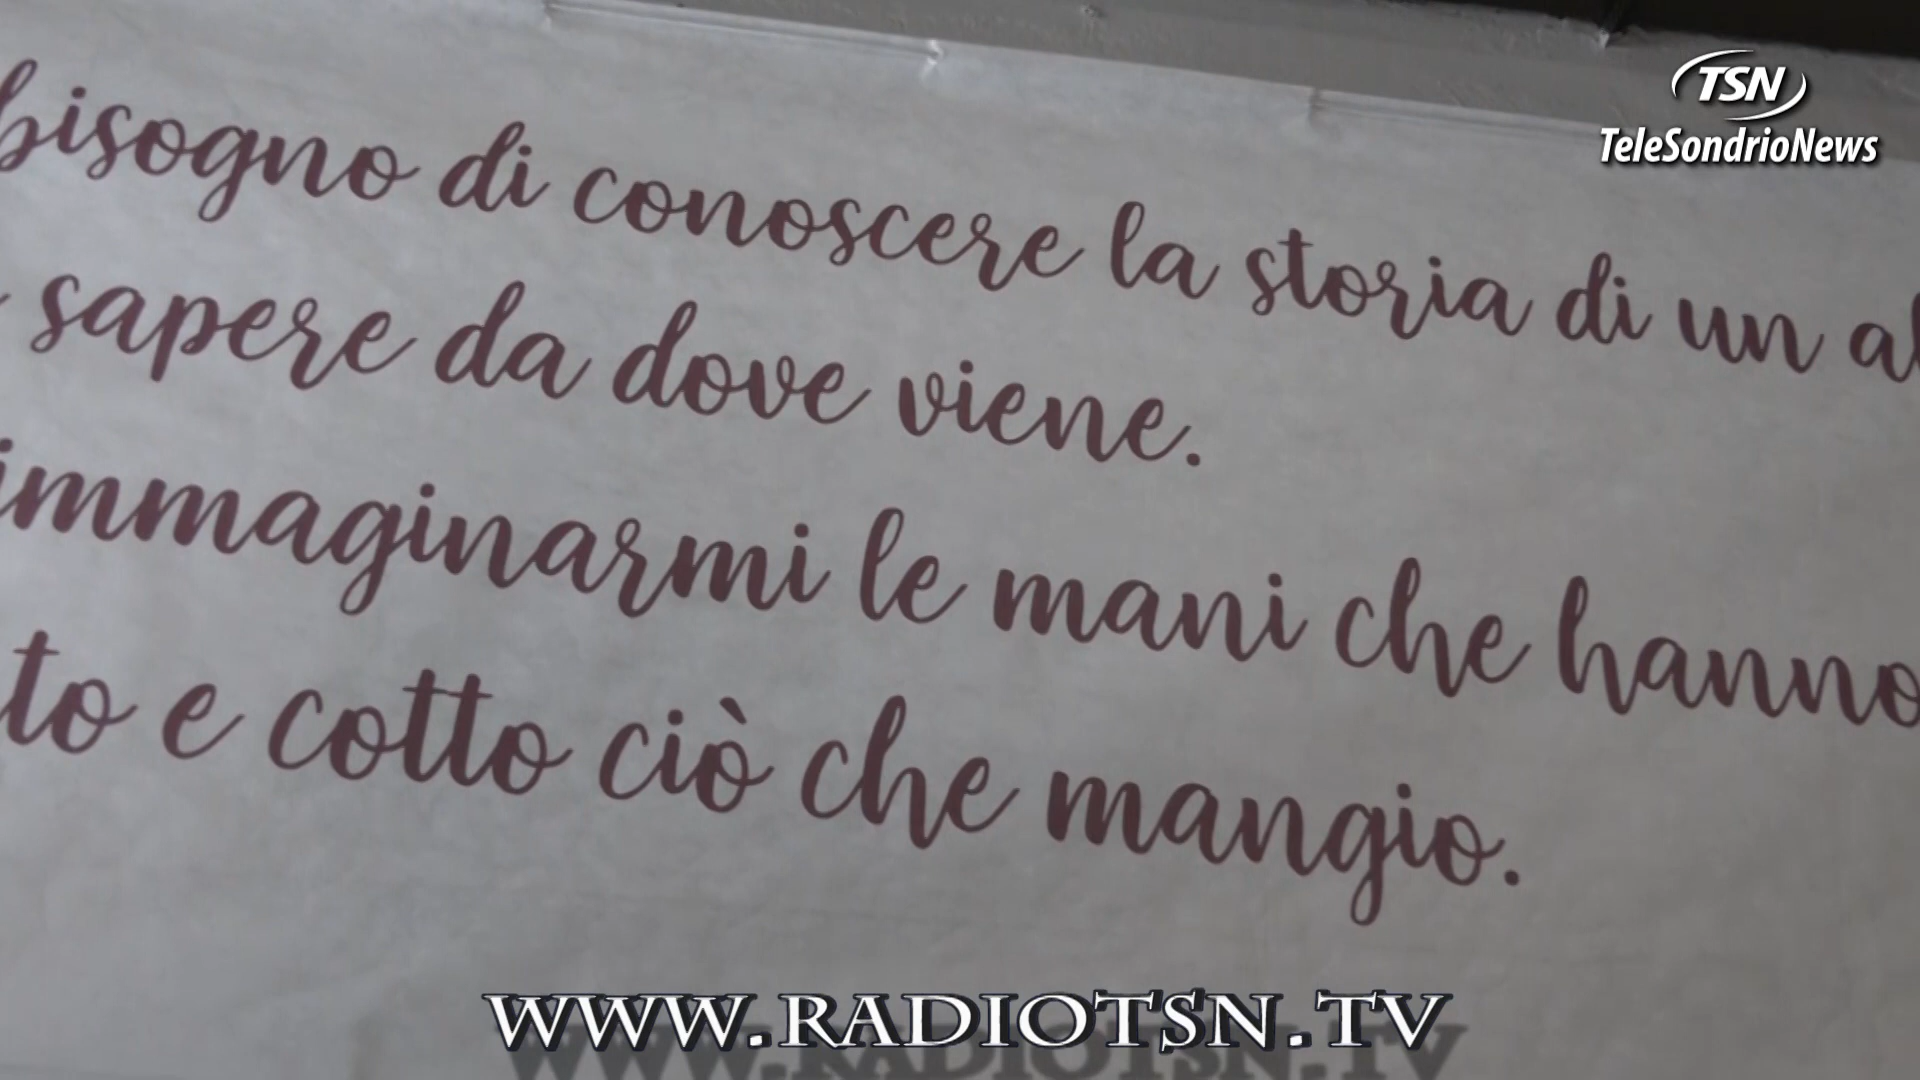 TSN
TeleSondrioNews
bisogno di conoscere la storia di un
sapere da dove viene.
immaginarmi le mani che hanno
e cotto ciò che mangio.
WWW.RADIOTSN.TV